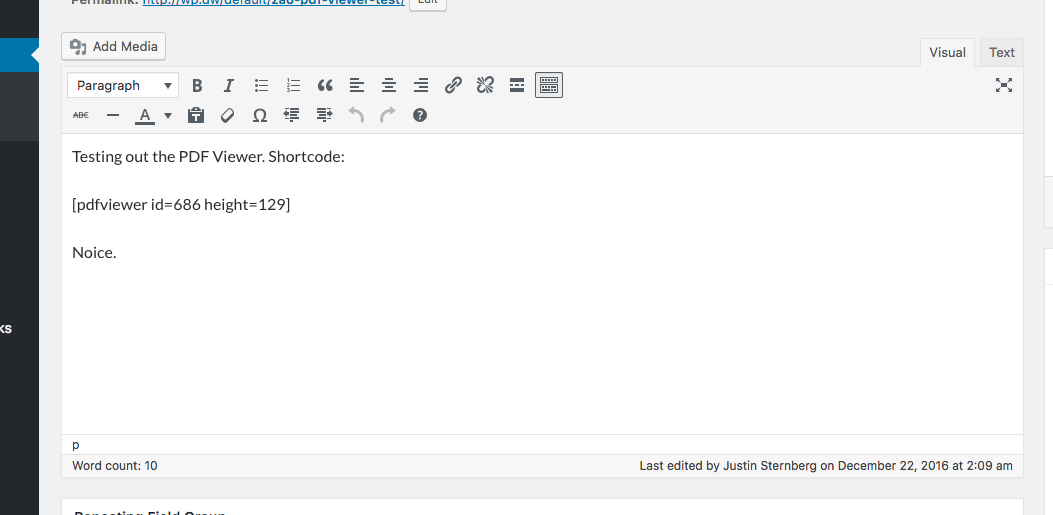 Permalink: http://wp.dw/default/zao-pdf-viewer-test/ Edit
Add Media
Visual Text
Paragraph B I
ABC A Ω ?
Testing out the PDF Viewer. Shortcode:
[pdfviewer id=686 height=129]
Noice.
ks
p
Word count: 10 Last edited by Justin Sternberg on December 22, 2016 at 2:09 am
Repeating Field Group